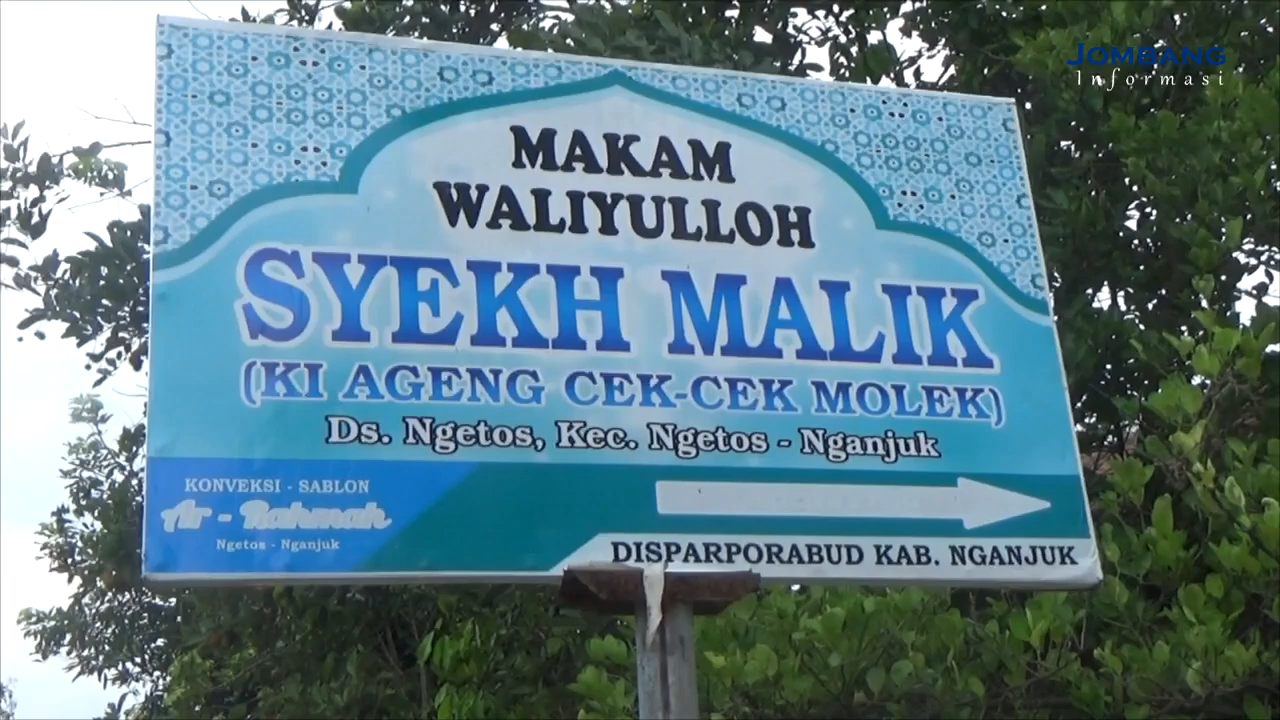 JOMBANG
Informasi
MAKAM
WALIYULLOH
SYEKH MALIK
(KI AGENG CEK-CEK MOLEK)
Ds. Ngetos, Kec. Ngetos - Nganjuk
KONVEKSI - SABLON
Ar - Rahmah
Ngetos - Nganjuk
DISPARPORABUD KAB. NGANJUK